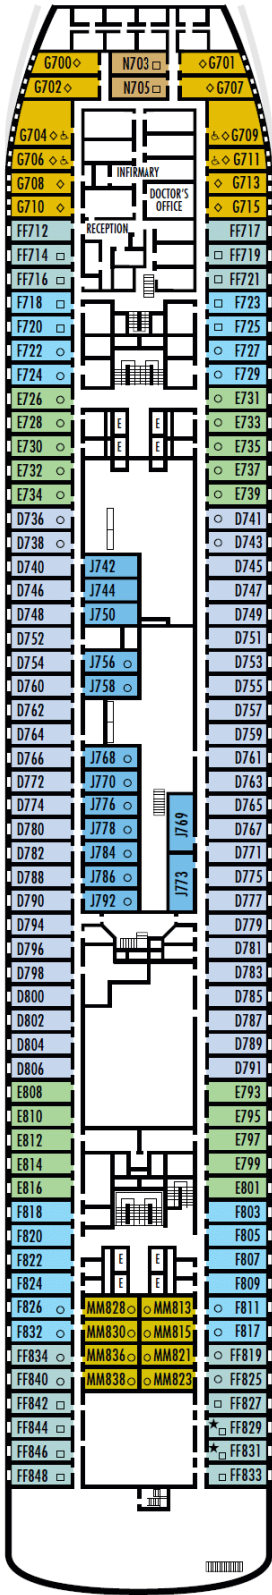 G700 N703 G701
G702 N705 G707
G704 G709
G706 G711
INFIRMARY
G708 DOCTOR'S G713
OFFICE
G710 G715
FF712 RECEPTION FF717
FF714 FF719
FF716 FF721
F718 F723
F720 F725
F722 F727
F724 F729
E726 E731
E728 E E E733
E730 E E E735
E732 E737
E734 E739
D736 D741
D738 D743
D740 J742 D745
D746 J744 D747
D748 J750 D749
D752 D751
D754 J756 D753
D760 J758 D755
D762 D757
D764 D759
D766 J768 D761
D772 J770 D763
D774 J776 J769 D765
D780 J778 D767
D782 J784 D771
D788 J786 J773 D775
D790 J792 D777
D794 D779
D796 D781
D798 D783
D800 D785
D802 D787
D804 D789
D806 D791
E808 E793
E810 E795
E812 E797
E814 E799
E816 E801
F818 F803
F820 F805
F822 E E F807
F824 E E F809
F826 MM828 MM813 F811
F832 MM830 MM815 F817
FF834 MM836 MM821 FF819
FF840 MM838 MM823 FF825
FF842 FF827
FF844 FF829
FF846 FF831
FF848 FF833